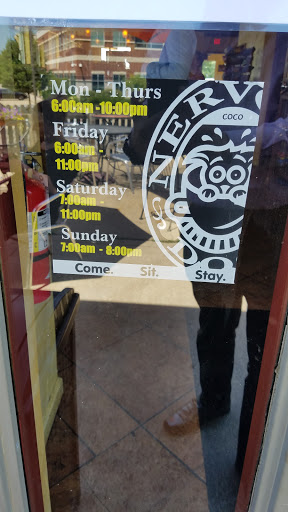 Mon - Thurs
6:00am -10:00pm
Friday
6:00am -
11:00pm
Saturday
7:00am -
11:00pm
Sunday
7:00am - 8:00pm
Come. Sit. Stay.
NERVO
COCO